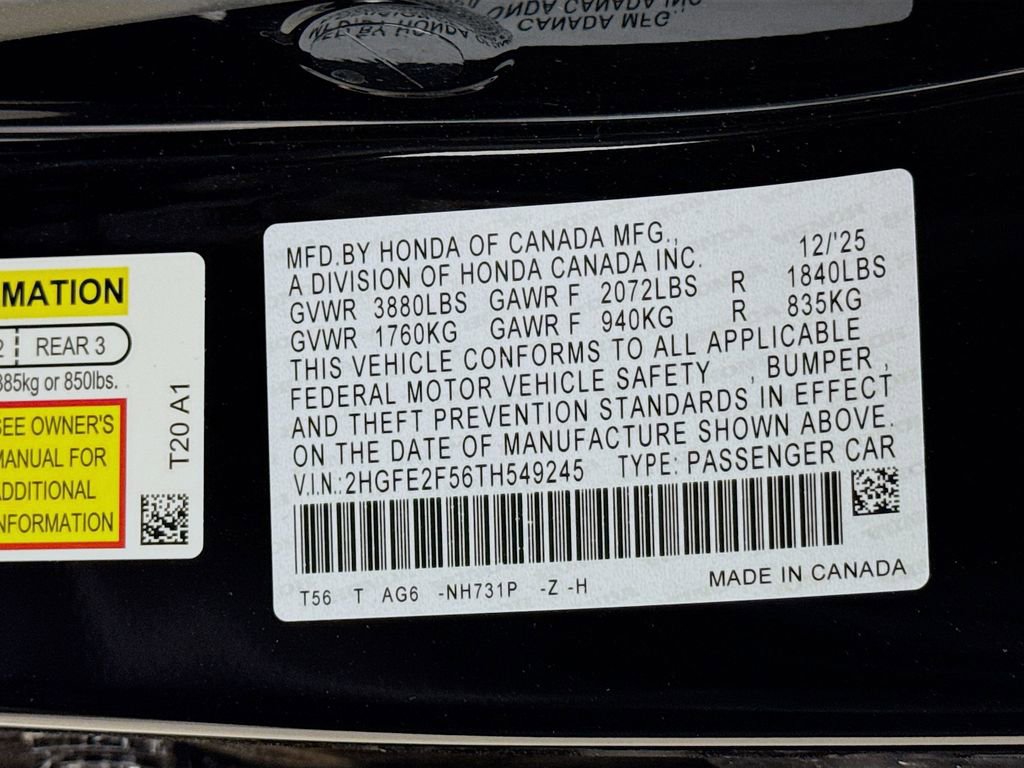 MATION
2 REAR 3
385kg or 850lbs.
SEE OWNER'S
MANUAL FOR
ADDITIONAL
INFORMATION
T20 A1
MFD.BY HONDA OF CANADA MFG., 12/'25
A DIVISION OF HONDA CANADA INC.
GVWR 3880LBS GAWR F 2072LBS R 1840LBS
GVWR 1760KG GAWR F 940KG R 835KG
THIS VEHICLE CONFORMS TO ALL APPLICABLE
FEDERAL MOTOR VEHICLE SAFETY , BUMPER ,
AND THEFT PREVENTION STANDARDS IN EFFECT
ON THE DATE OF MANUFACTURE SHOWN ABOVE.
V.I.N.:2HGFE2F56TH549245 TYPE: PASSENGER CAR
T56 T AG6 -NH731P -Z -H MADE IN CANADA